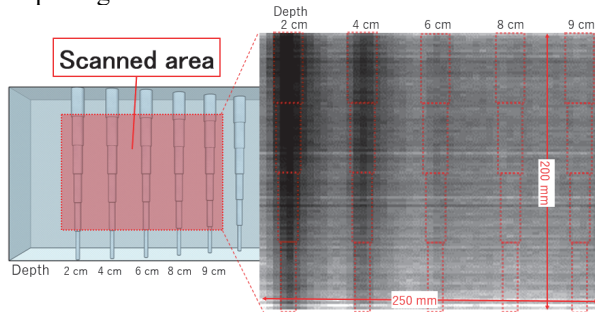 Depth
2 cm 4 cm 6 cm 8 cm 9 cm
Scanned area
200 mm
250 mm
Depth 2 cm 4 cm 6 cm 8 cm 9 cm